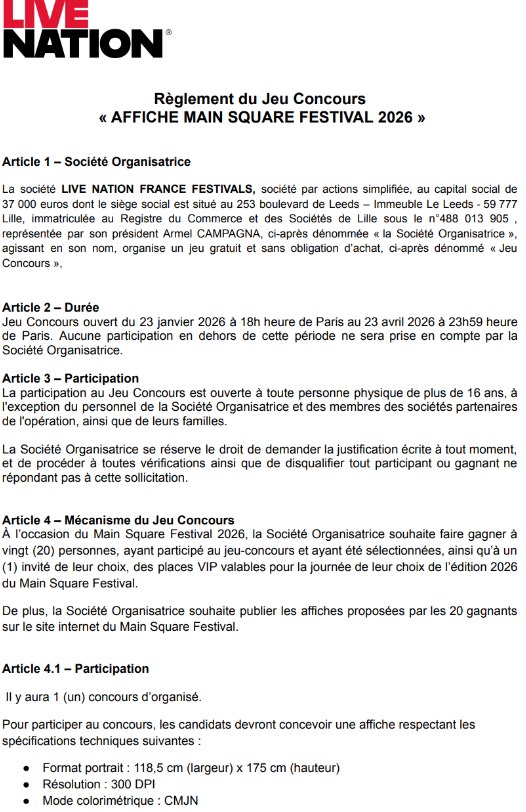 LIVE
NATION®
Règlement du Jeu Concours
« AFFICHE MAIN SQUARE FESTIVAL 2026 »
Article 1 – Société Organisatrice
La société LIVE NATION FRANCE FESTIVALS, société par actions simplifiée, au capital social de
37 000 euros dont le siège social est situé au 253 boulevard de Leeds – Immeuble Le Leeds - 59 777
Lille, immatriculée au Registre du Commerce et des Sociétés de Lille sous le n°488 013 905 ,
représentée par son président Armel CAMPAGNA, ci-après dénommée « la Société Organisatrice »,
agissant en son nom, organise un jeu gratuit et sans obligation d’achat, ci-après dénommé « Jeu
Concours »,
Article 2 – Durée
Jeu Concours ouvert du 23 janvier 2026 à 18h heure de Paris au 23 avril 2026 à 23h59 heure
de Paris. Aucune participation en dehors de cette période ne sera prise en compte par la
Société Organisatrice.
Article 3 – Participation
La participation au Jeu Concours est ouverte à toute personne physique de plus de 16 ans, à
l'exception du personnel de la Société Organisatrice et des membres des sociétés partenaires
de l'opération, ainsi que de leurs familles.
La Société Organisatrice se réserve le droit de demander la justification écrite à tout moment,
et de procéder à toutes vérifications ainsi que de disqualifier tout participant ou gagnant ne
répondant pas à cette sollicitation.
Article 4 – Mécanisme du Jeu Concours
À l’occasion du Main Square Festival 2026, la Société Organisatrice souhaite faire gagner à
vingt (20) personnes, ayant participé au jeu-concours et ayant été sélectionnées, ainsi qu’à un
(1) invité de leur choix, des places VIP valables pour la journée de leur choix de l’édition 2026
du Main Square Festival.
De plus, la Société Organisatrice souhaite publier les affiches proposées par les 20 gagnants
sur le site internet du Main Square Festival.
Article 4.1 – Participation
Il y aura 1 (un) concours d’organisé.
Pour participer au concours, les candidats devront concevoir une affiche respectant les
spécifications techniques suivantes :
● Format portrait : 118,5 cm (largeur) x 175 cm (hauteur)
● Résolution : 300 DPI
● Mode colorimétrique : CMJN